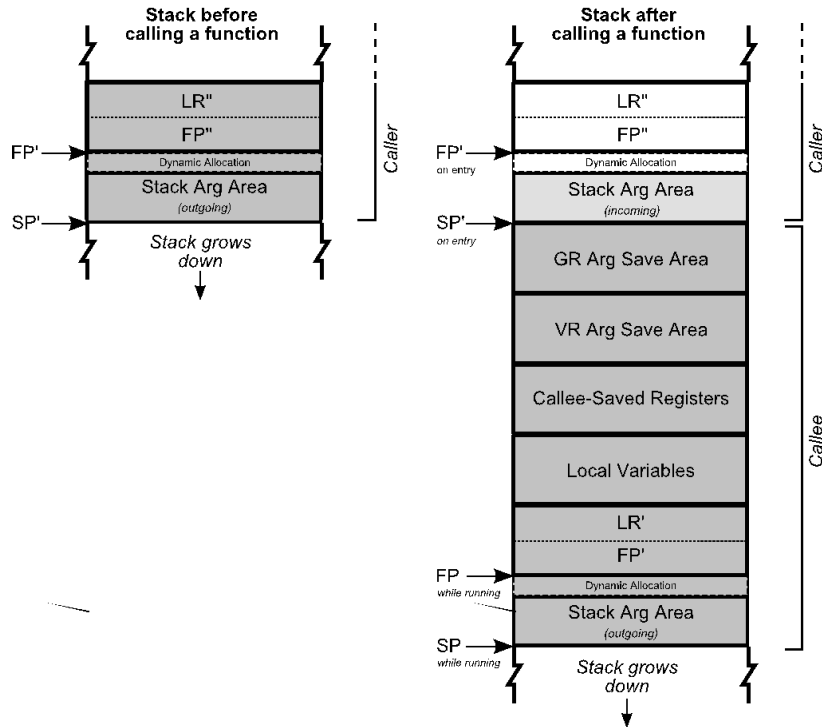 Stack before
calling a function
LR"
FP"
FP'
Dynamic Allocation
Stack Arg Area
(outgoing)
SP'
Stack grows
down
Caller
Stack after
calling a function
LR"
FP"
FP'
on entry
Dynamic Allocation
Stack Arg Area
(incoming)
SP'
on entry
Caller
GR Arg Save Area
VR Arg Save Area
Callee-Saved Registers
Local Variables
LR'
FP'
FP
while running
Dynamic Allocation
Stack Arg Area
(outgoing)
SP
while running
Callee
Stack grows
down